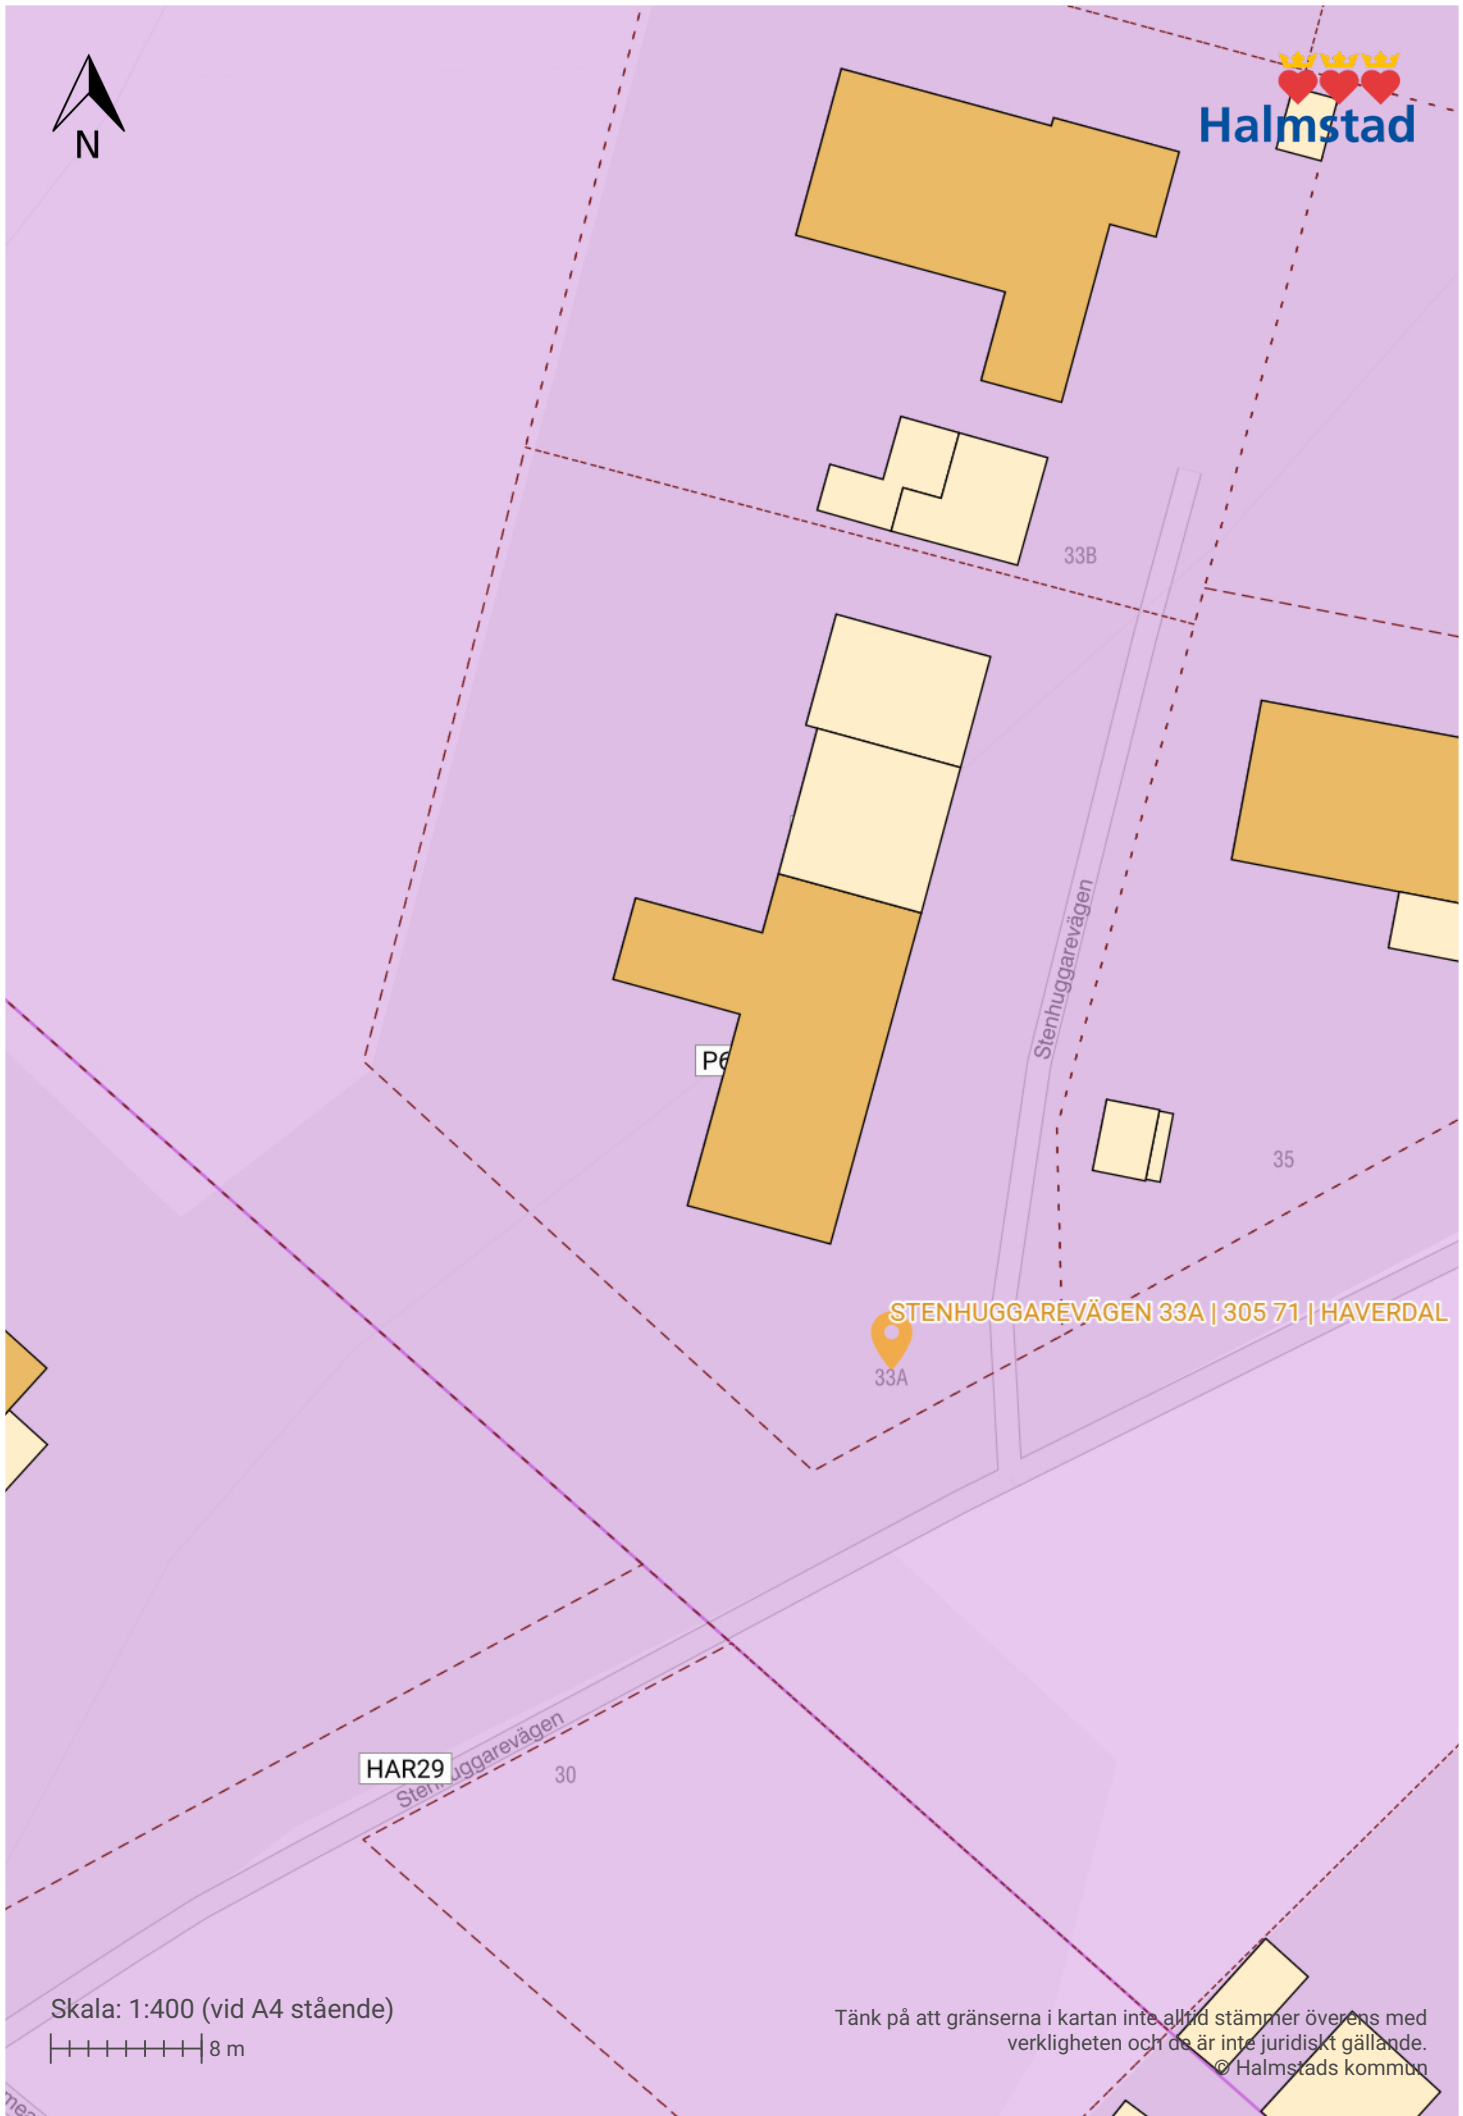 N
Halmstad
33B
Stenhuggarevägen
P6
35
STENHUGGAREVÄGEN 33A | 305 71 | HAVERDAL
33A
Stenhuggarevägen
HAR29
30
Skala: 1:400 (vid A4 stående)
8 m
Tänk på att gränserna i kartan inte alltid stämmer överens med
verkligheten och de är inte juridiskt gällande.
© Halmstads kommun